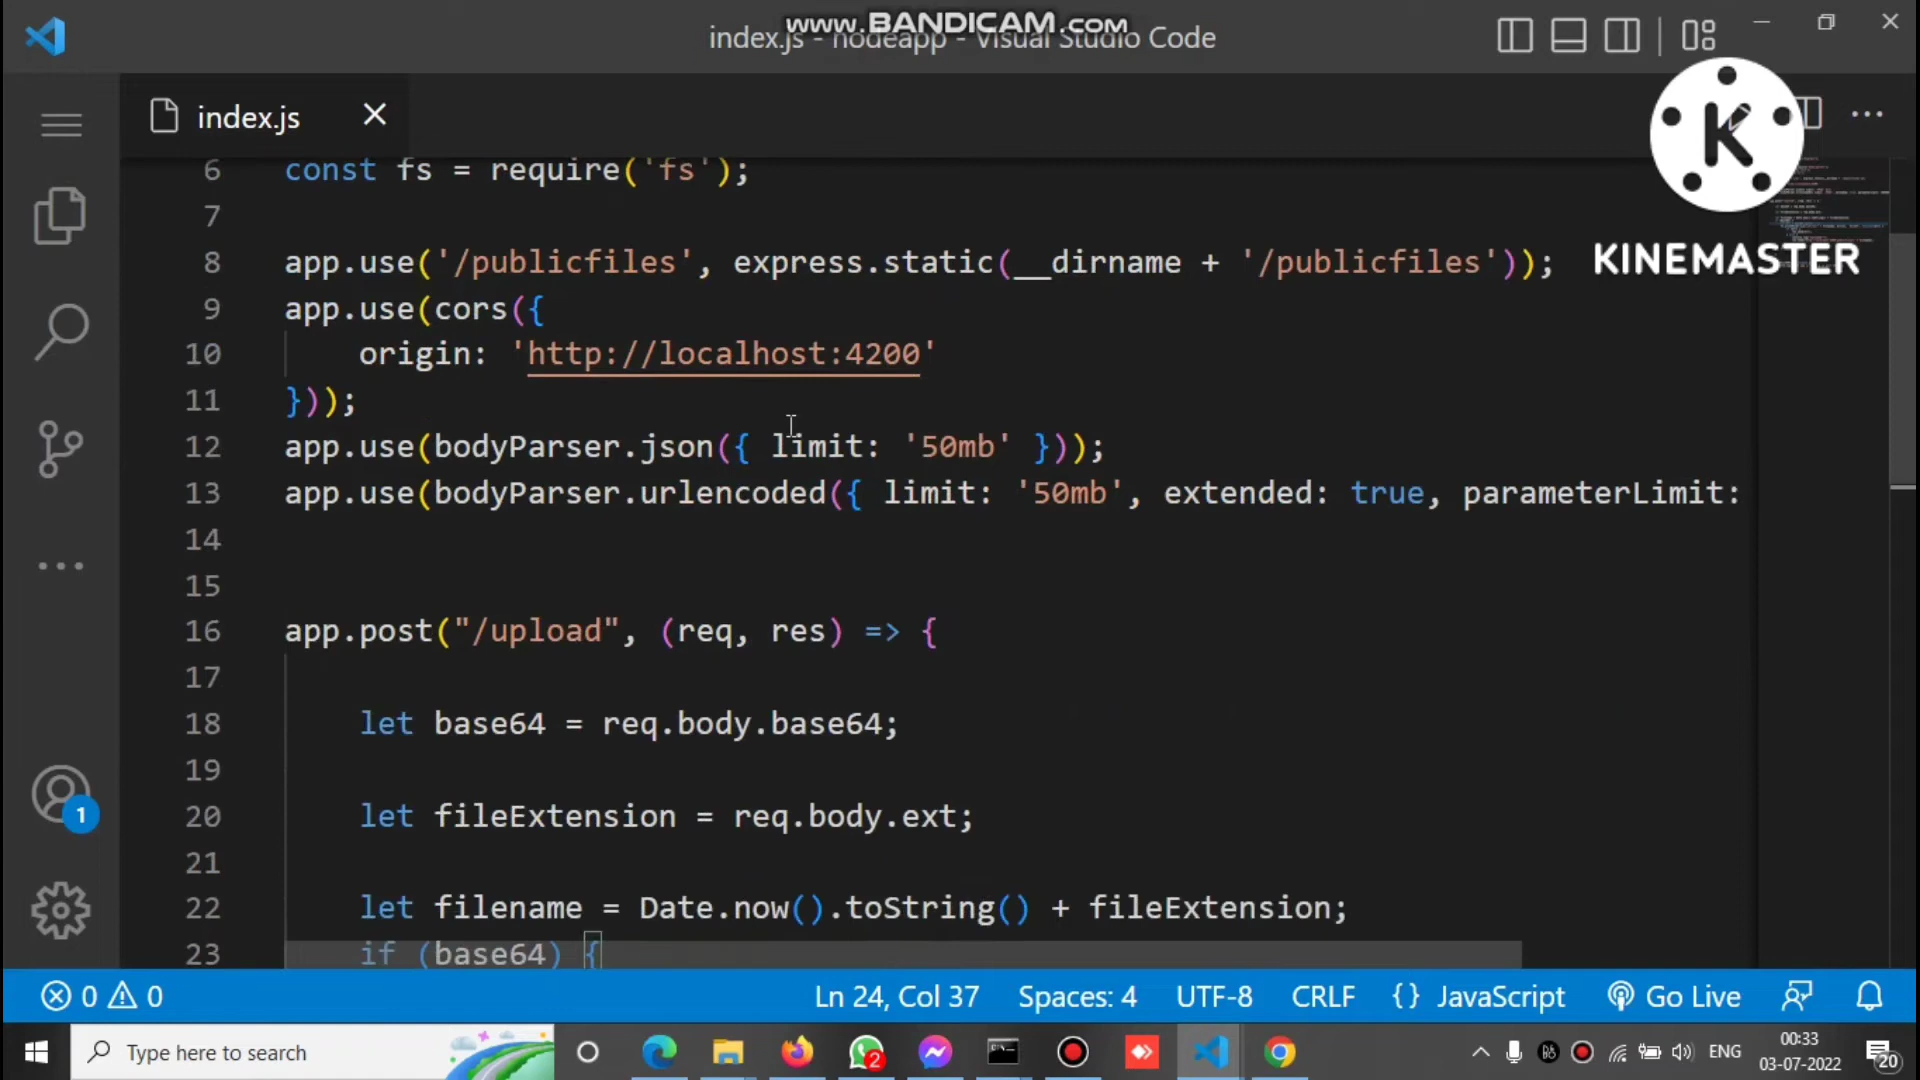 www.BANDICAM.com
index.js - nodeapp - Visual Studio Code
index.js
KINEMASTER
6 const fs = require('fs');
7
8 app.use('/publicfiles', express.static(__dirname + '/publicfiles'));
9 app.use(cors({
10 origin: 'http://localhost:4200'
11 }));
12 app.use(bodyParser.json({ limit: '50mb' }));
13 app.use(bodyParser.urlencoded({ limit: '50mb', extended: true, parameterLimit:
14
15
16 app.post("/upload", (req, res) => {
17
18 let base64 = req.body.base64;
19
20 let fileExtension = req.body.ext;
21
22 let filename = Date.now().toString() + fileExtension;
23 if (base64) {
1
0 0 Ln 24, Col 37 Spaces: 4 UTF-8 CRLF {} JavaScript Go Live
Type here to search 2 ENG 00:33
03-07-2022 20